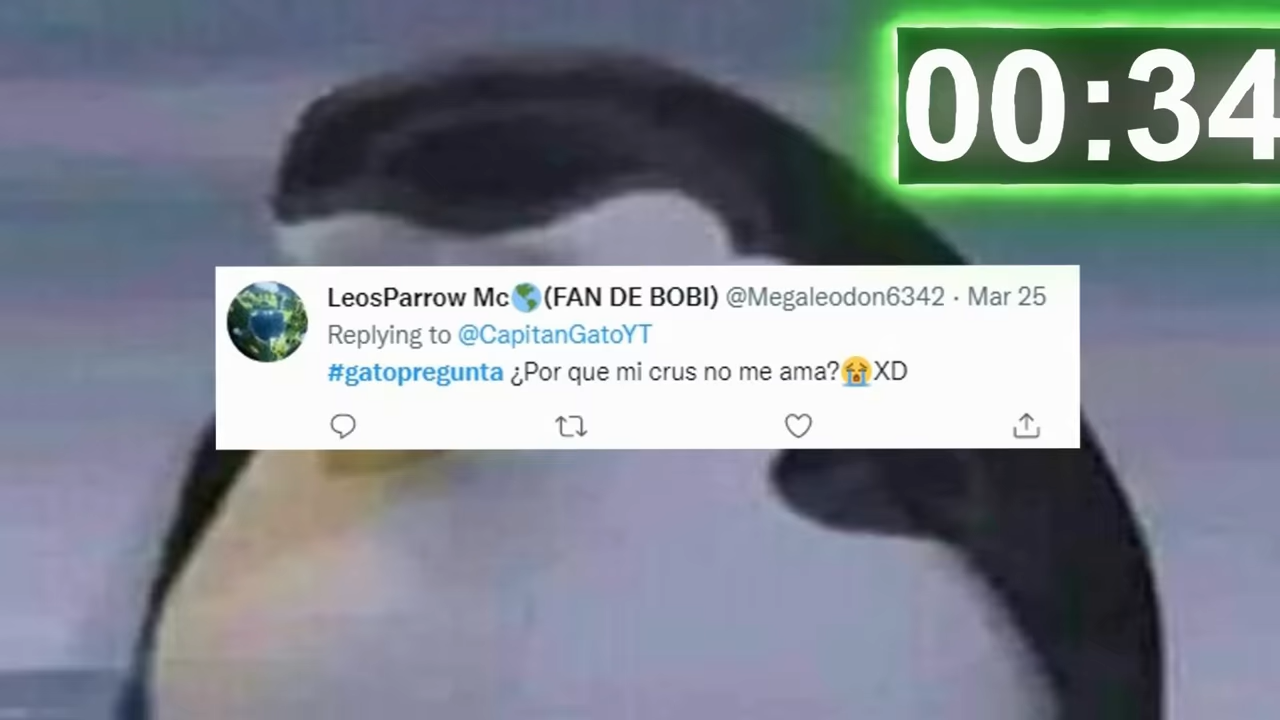 00:34
LeosParrow Mc🌎(FAN DE BOBI) @Megaleodon6342 · Mar 25
Replying to @CapitanGatoYT
#gatopregunta ¿Por que mi crus no me ama?😭XD